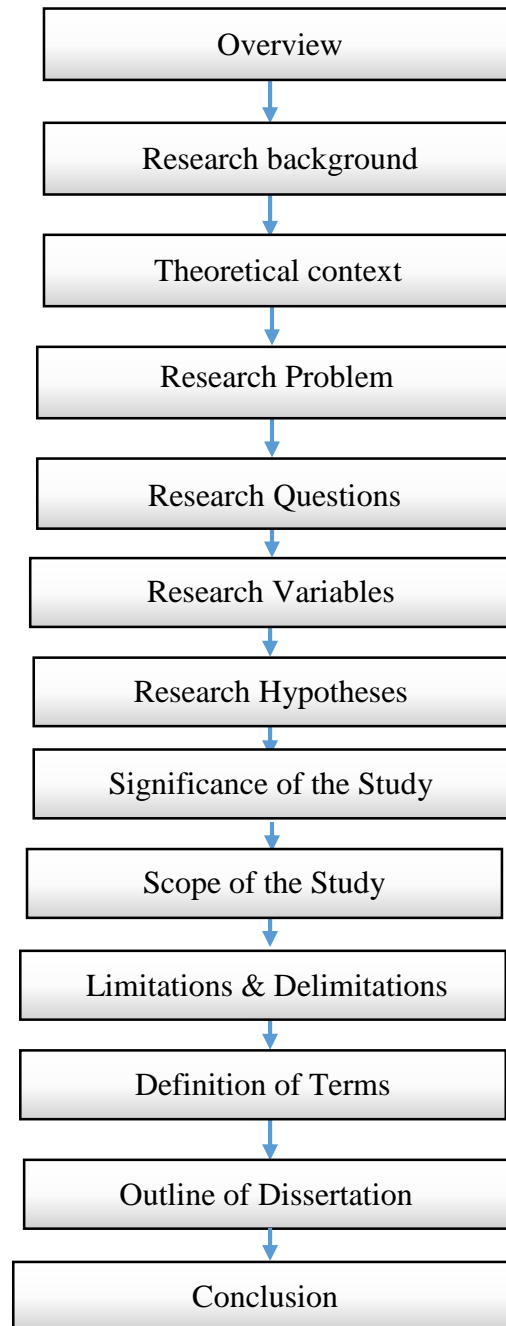 Overview
Research background
Theoretical context
Research Problem
Research Questions
Research Variables
Research Hypotheses
Significance of the Study
Scope of the Study
Limitations & Delimitations
Definition of Terms
Outline of Dissertation
Conclusion